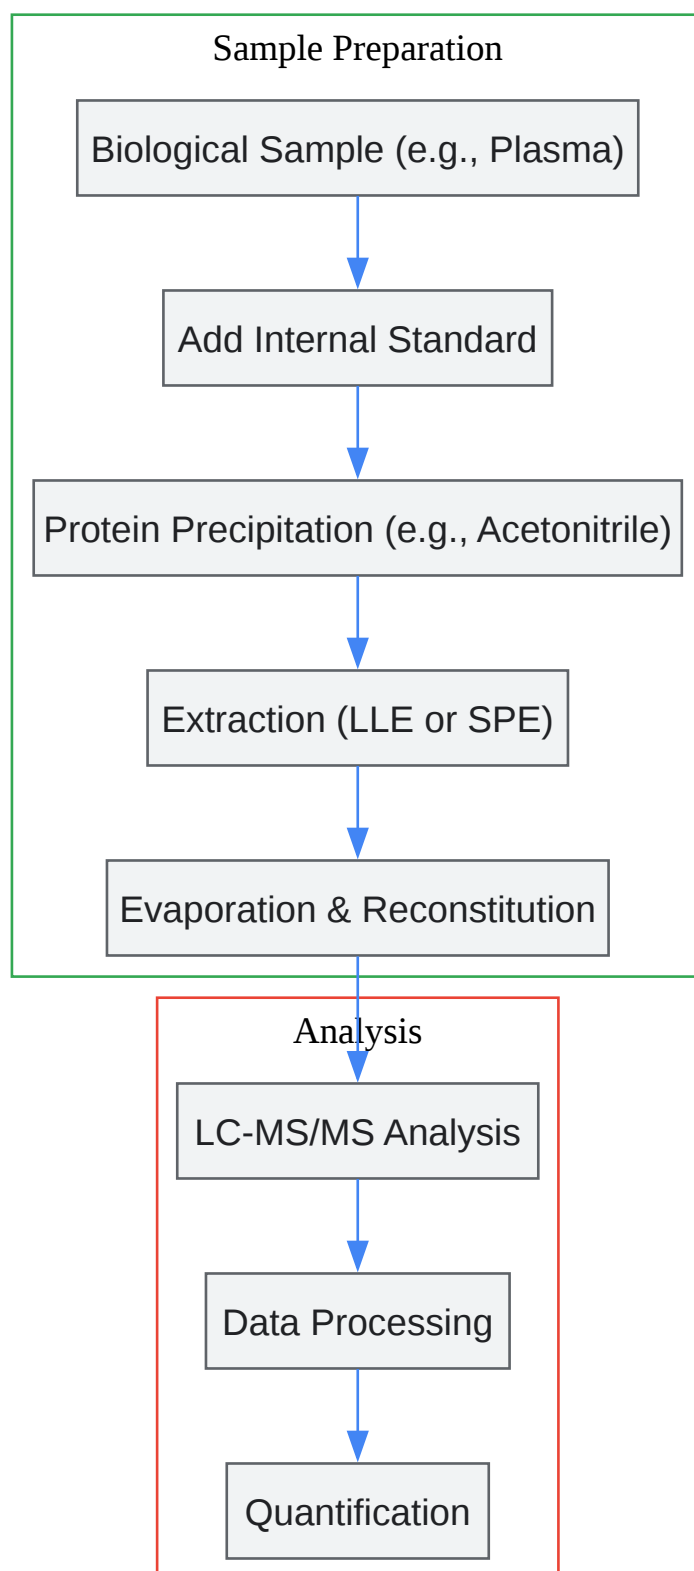 Sample Preparation
Biological Sample (e.g., Plasma)
Add Internal Standard
Protein Precipitation (e.g., Acetonitrile)
Extraction (LLE or SPE)
Evaporation & Reconstitution
Analysis
LC-MS/MS Analysis
Data Processing
Quantification